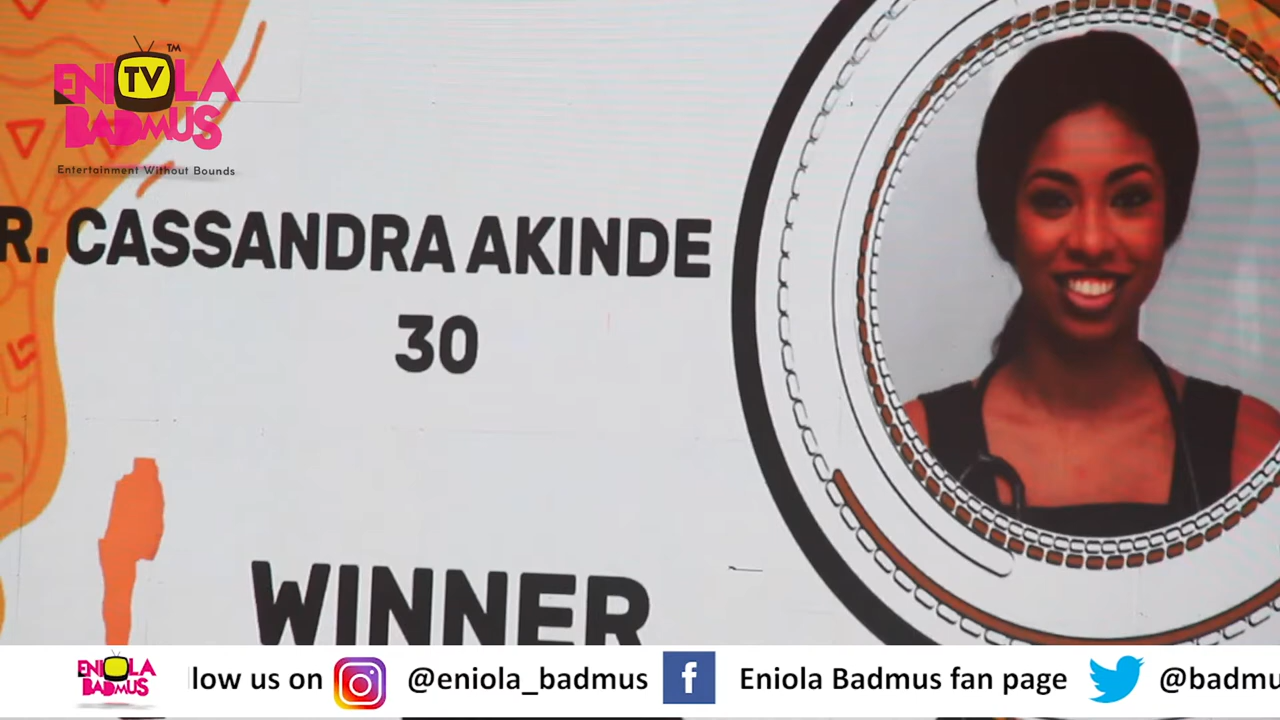 TM
ENIOLA
TV
BADMUS
Entertainment Without Bounds
R. CASSANDRA AKINDE
30
WINNER
ENIOLA
BADMUS
low us on
@eniola_badmus
f
Eniola Badmus fan page
@badmu